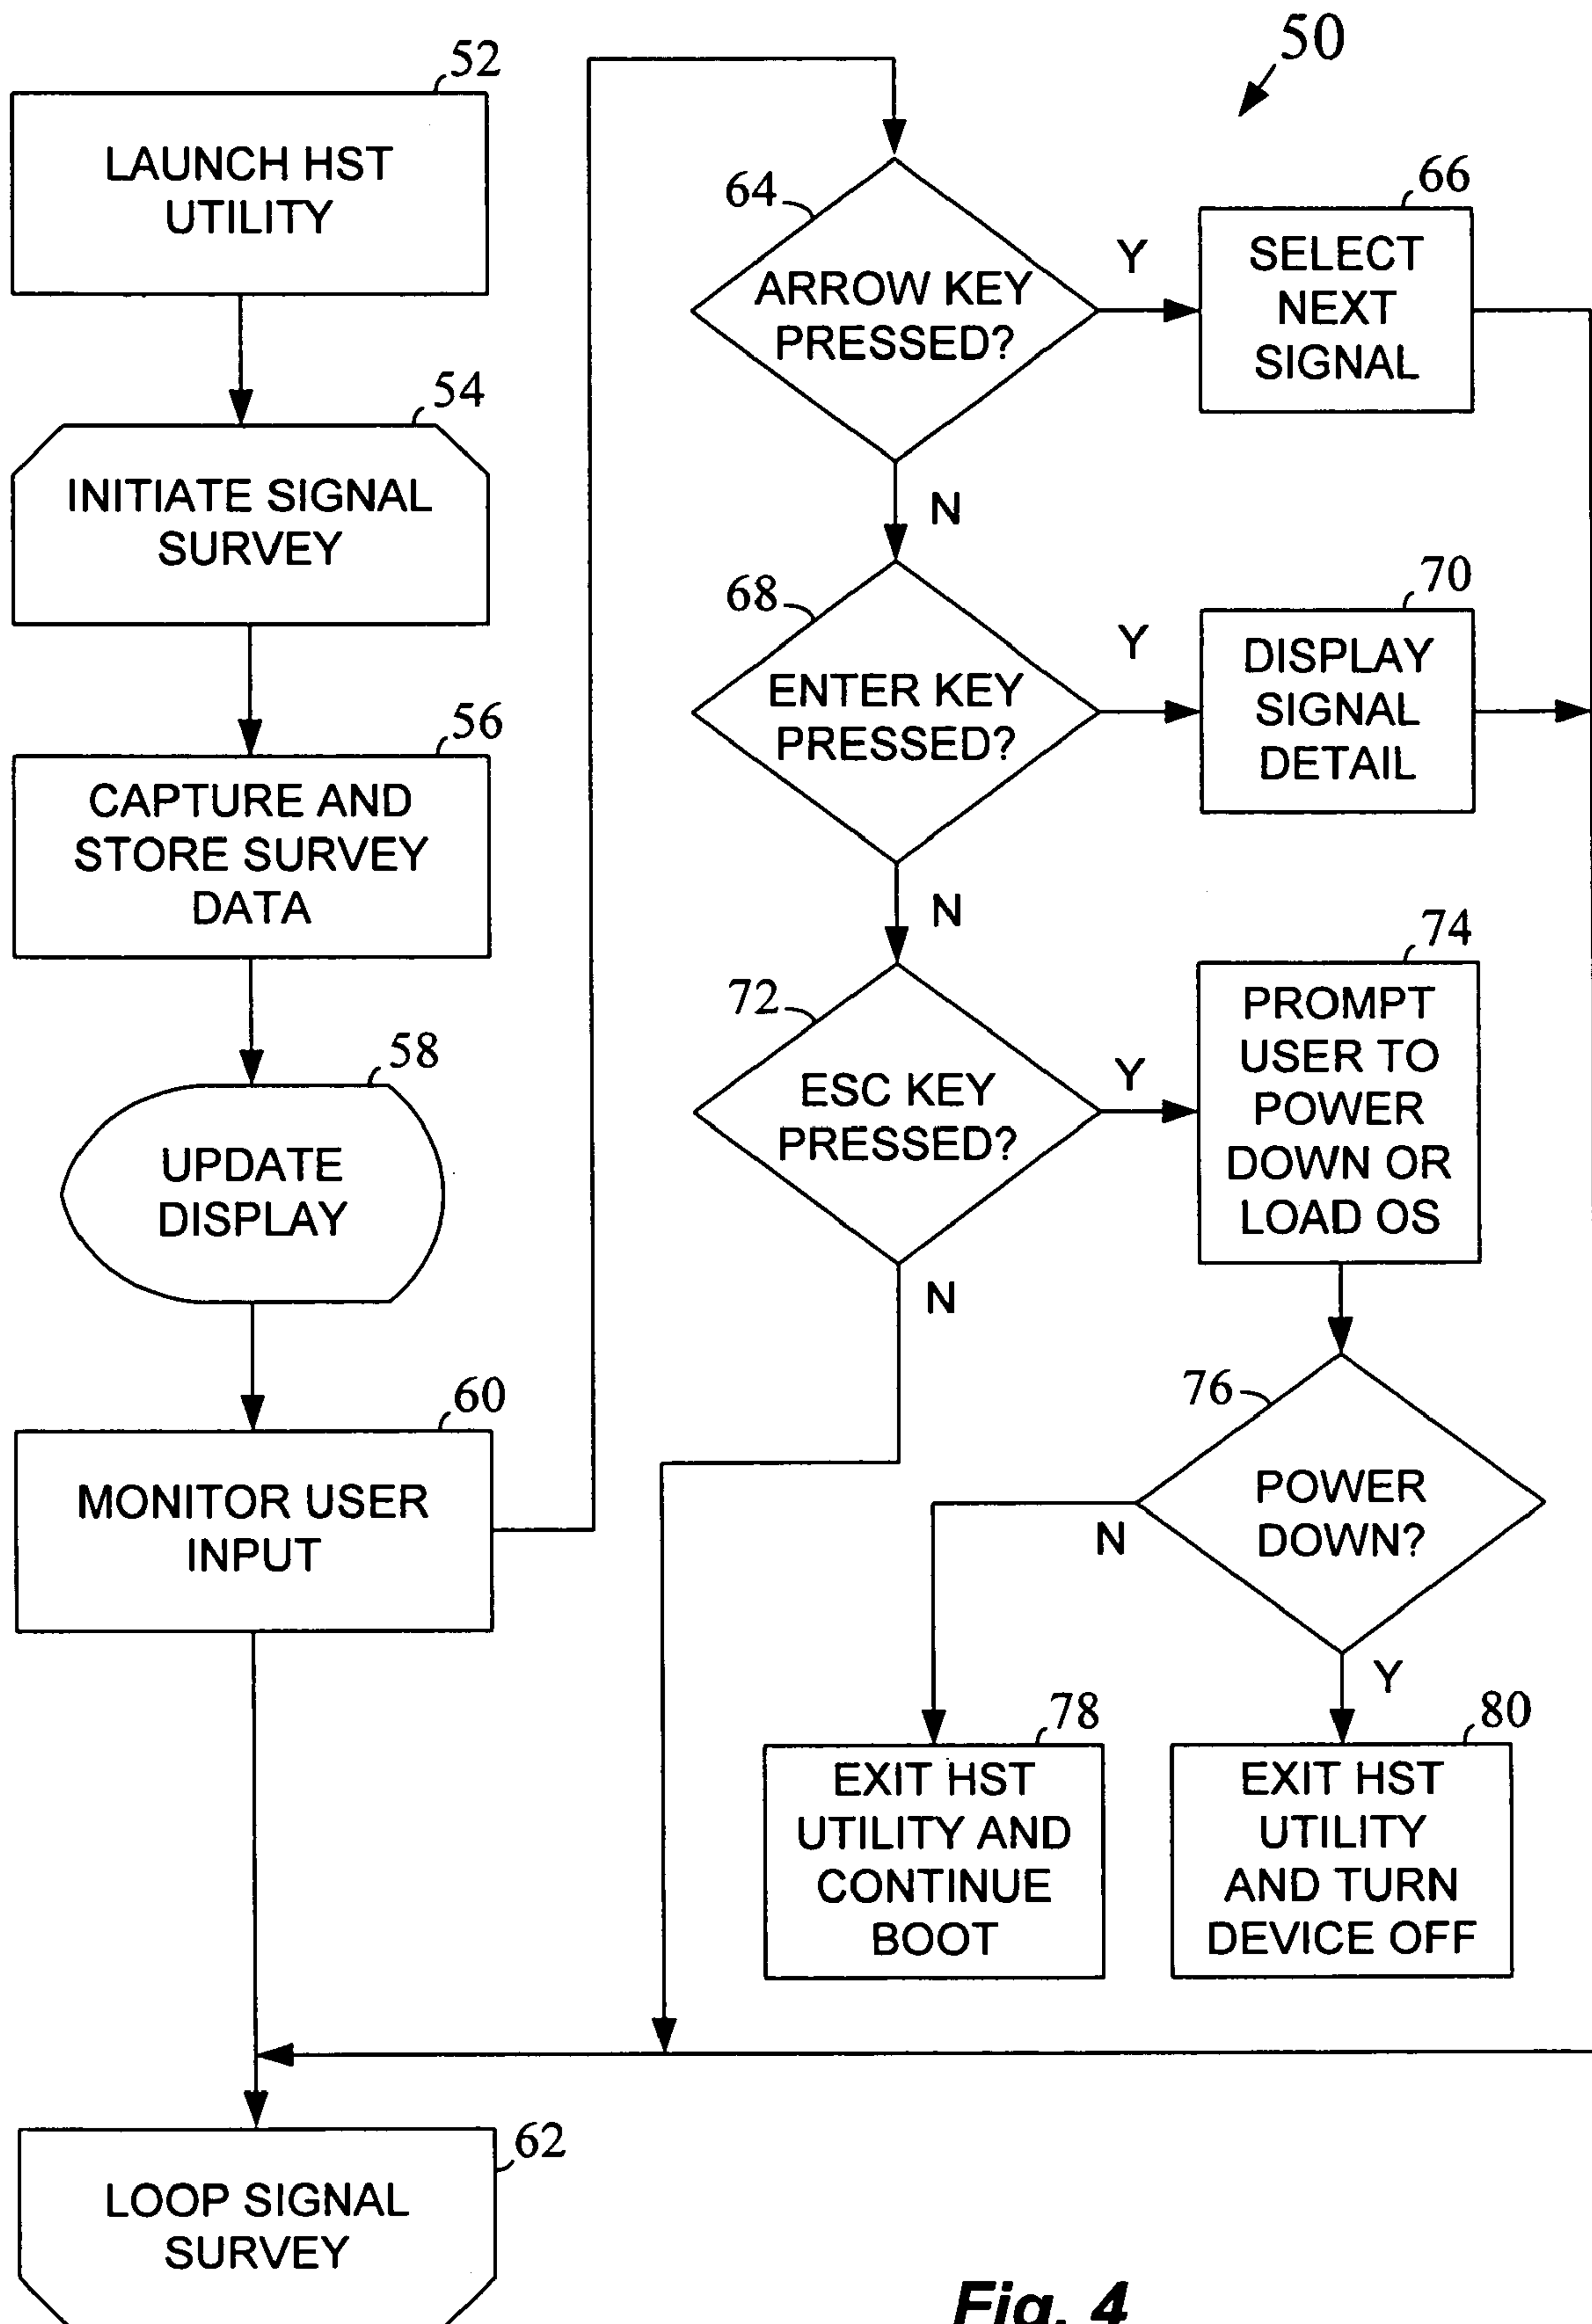 50
52
LAUNCH HST
UTILITY
54
INITIATE SIGNAL
SURVEY
56
CAPTURE AND
STORE SURVEY
DATA
58
UPDATE
DISPLAY
60
MONITOR USER
INPUT
62
LOOP SIGNAL
SURVEY
64
ARROW KEY
PRESSED?
Y
N
66
SELECT
NEXT
SIGNAL
68
ENTER KEY
PRESSED?
Y
N
70
DISPLAY
SIGNAL
DETAIL
72
ESC KEY
PRESSED?
Y
N
74
PROMPT
USER TO
POWER
DOWN OR
LOAD OS
76
POWER
DOWN?
N
Y
78
EXIT HST
UTILITY AND
CONTINUE
BOOT
80
EXIT HST
UTILITY
AND TURN
DEVICE OFF
Fig. 4